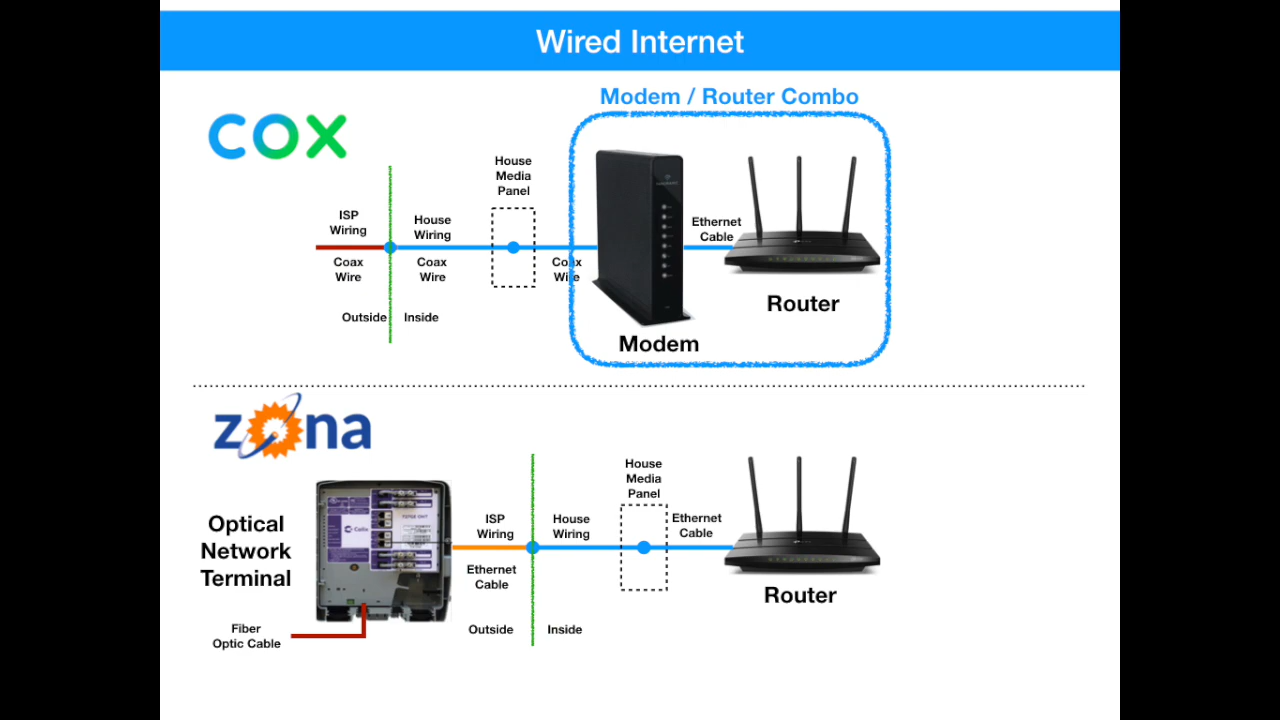 Wired Internet
Modem / Router Combo
COX
House
Media
Panel
ISP
Wiring
House
Wiring
Ethernet
Cable
Coax
Wire
Coax
Wire
Coax
Wire
Outside
Inside
Router
Modem
zona
House
Media
Panel
Optical
Network
Terminal
ISP
Wiring
House
Wiring
Ethernet
Cable
Ethernet
Cable
Router
Fiber
Optic Cable
Outside
Inside